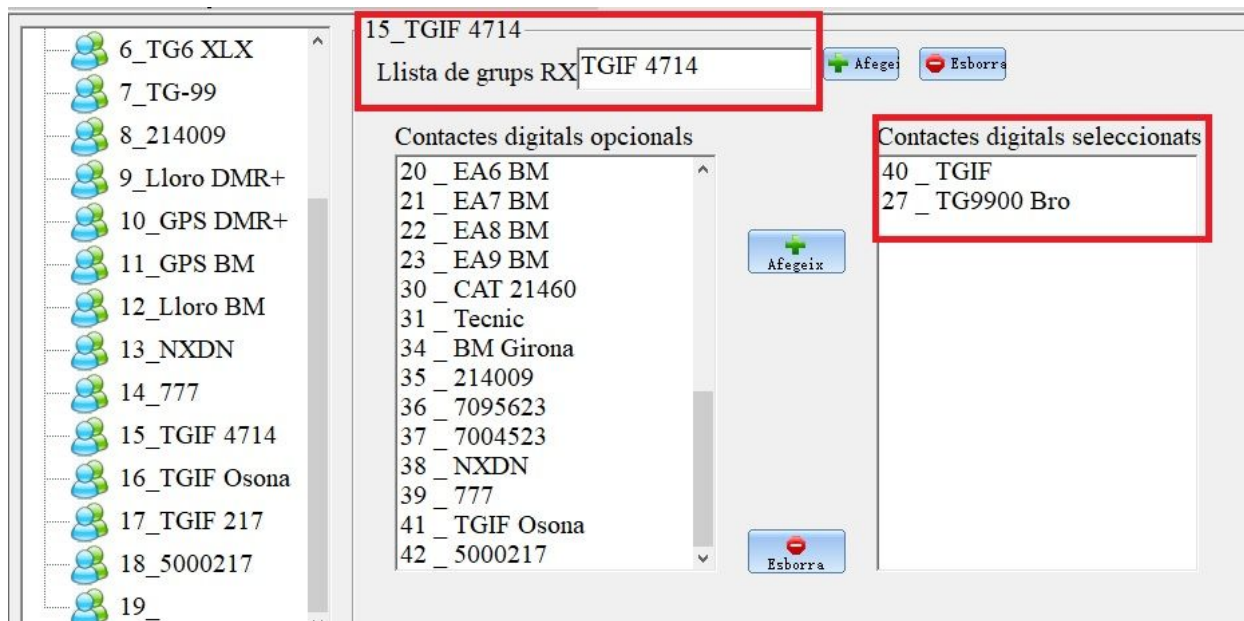 6_TG6 XLX
7_TG-99
8_214009
9_Lloro DMR+
10_GPS DMR+
11_GPS BM
12_Lloro BM
13_NXDN
14_777
15_TGIF 4714
16_TGIF Osona
17_TGIF 217
18_5000217
19_
15_TGIF 4714
Llista de grups RX TGIF 4714
Afegei
Esborra
Contactes digitals opcionals
20 _ EA6 BM
21 _ EA7 BM
22 _ EA8 BM
23 _ EA9 BM
30 _ CAT 21460
31 _ Tecnic
34 _ BM Girona
35 _ 214009
36 _ 7095623
37 _ 7004523
38 _ NXDN
39 _ 777
41 _ TGIF Osona
42 _ 5000217
Afegeix
Esborra
Contactes digitals seleccionats
40 _ TGIF
27 _ TG9900 Bro